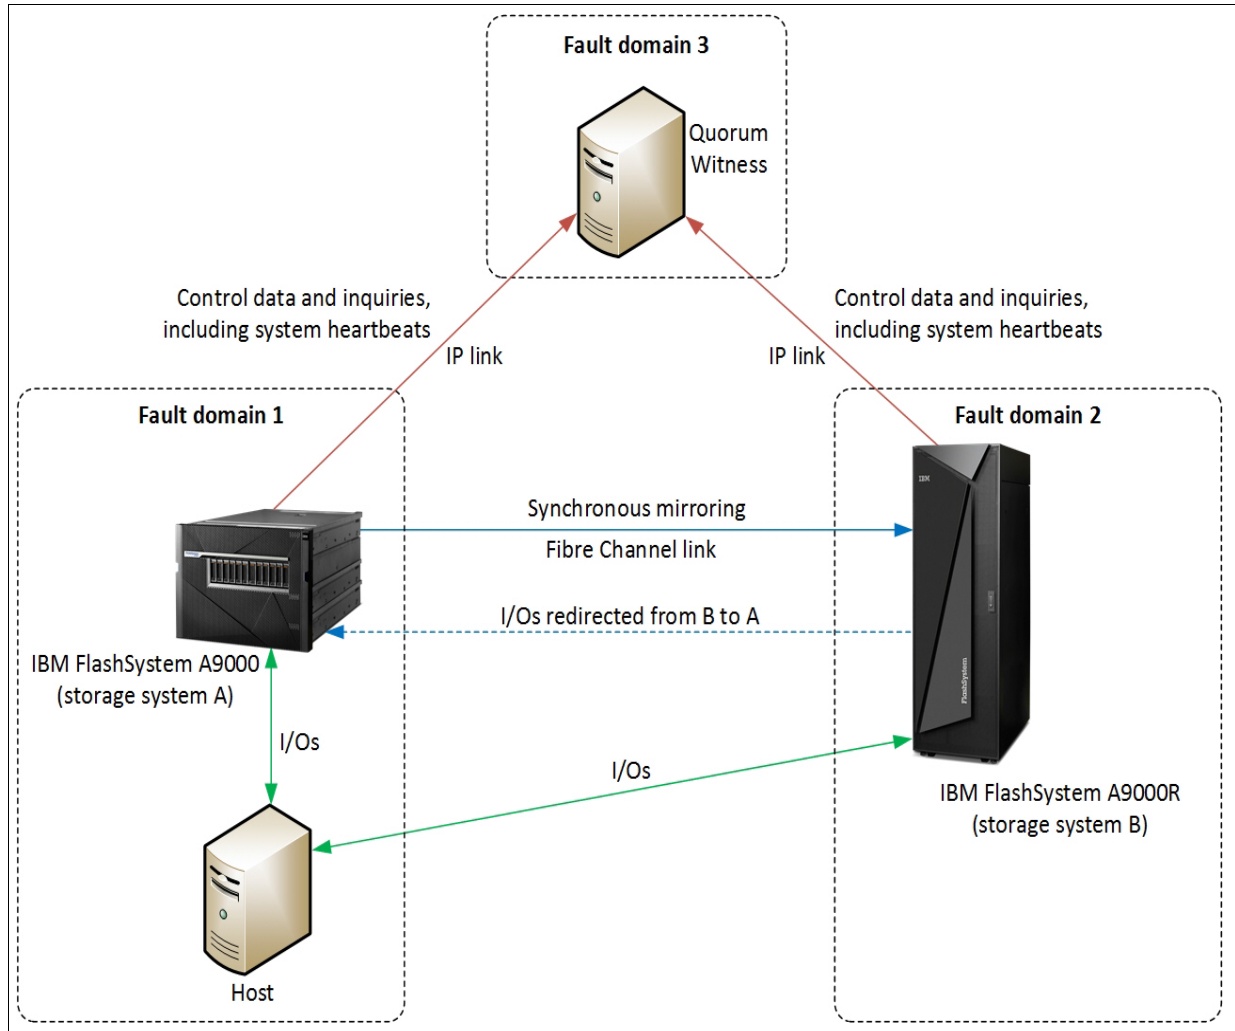 Fault domain 3
Quorum
Witness
Control data and inquiries,
including system heartbeats
IP link
Control data and inquiries,
including system heartbeats
IP link
Fault domain 1
Fault domain 2
IBM
Synchronous mirroring
Fibre Channel link
I/Os redirected from B to A
FlashSystem
IBM FlashSystem A9000
(storage system A)
I/Os
I/Os
IBM FlashSystem A9000R
(storage system B)
Host